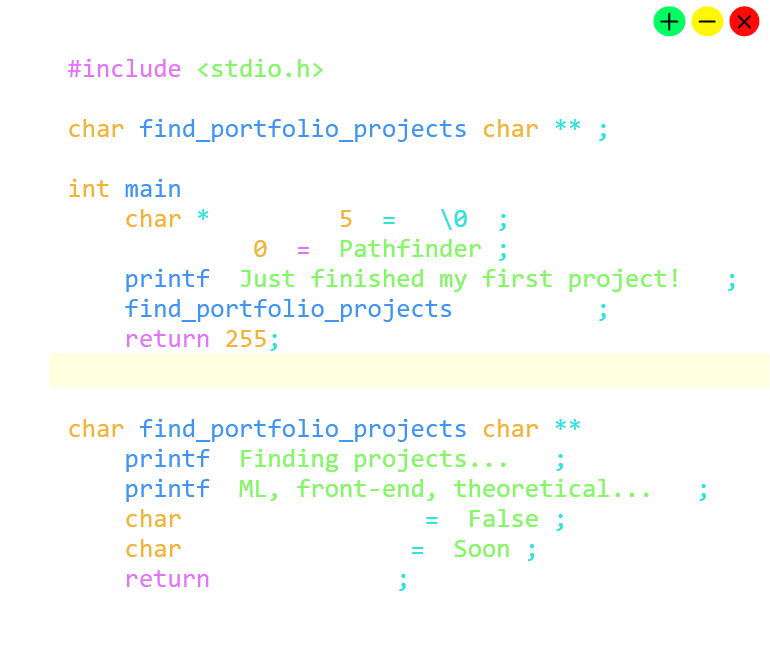 #include <stdio.h>
char find_portfolio_projects char ** ;
int main
char * 5 = \0 ;
0 = Pathfinder ;
printf Just finished my first project! ;
find_portfolio_projects ;
return 255;
char find_portfolio_projects char **
printf Finding projects... ;
printf ML, front-end, theoretical... ;
char = False ;
char = Soon ;
return ;